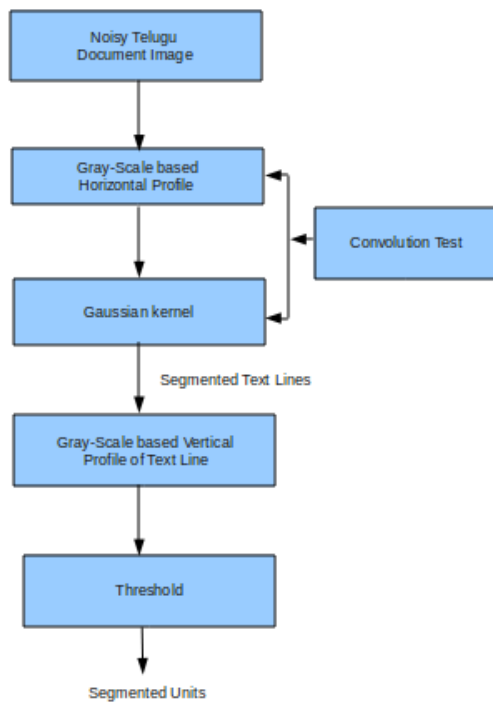 Noisy Telugu
Document Image
Gray-Scale based
Horizontal Profile
Convolution Test
Gaussian kernel
Segmented Text Lines
Gray-Scale based Vertical
Profile of Text Line
Threshold
Segmented Units